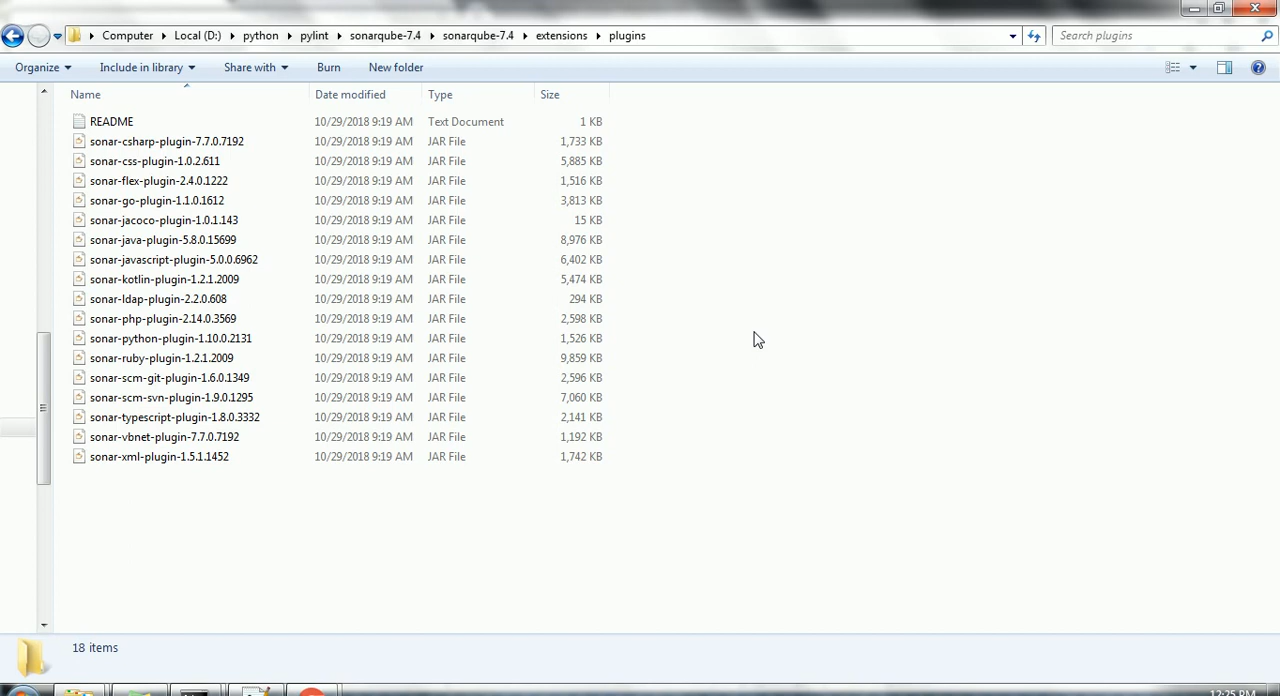 Computer Local (D:) python pylint sonarqube-7.4 sonarqube-7.4 extensions plugins Search plugins
Organize Include in library Share with Burn New folder
Name Date modified Type Size
README 10/29/2018 9:19 AM Text Document 1 KB
sonar-csharp-plugin-7.7.0.7192 10/29/2018 9:19 AM JAR File 1,733 KB
sonar-css-plugin-1.0.2.611 10/29/2018 9:19 AM JAR File 5,885 KB
sonar-flex-plugin-2.4.0.1222 10/29/2018 9:19 AM JAR File 1,516 KB
sonar-go-plugin-1.1.0.1612 10/29/2018 9:19 AM JAR File 3,813 KB
sonar-jacoco-plugin-1.0.1.143 10/29/2018 9:19 AM JAR File 15 KB
sonar-java-plugin-5.8.0.15699 10/29/2018 9:19 AM JAR File 8,976 KB
sonar-javascript-plugin-5.0.0.6962 10/29/2018 9:19 AM JAR File 6,402 KB
sonar-kotlin-plugin-1.2.1.2009 10/29/2018 9:19 AM JAR File 5,474 KB
sonar-ldap-plugin-2.2.0.608 10/29/2018 9:19 AM JAR File 294 KB
sonar-php-plugin-2.14.0.3569 10/29/2018 9:19 AM JAR File 2,598 KB
sonar-python-plugin-1.10.0.2131 10/29/2018 9:19 AM JAR File 1,526 KB
sonar-ruby-plugin-1.2.1.2009 10/29/2018 9:19 AM JAR File 9,859 KB
sonar-scm-git-plugin-1.6.0.1349 10/29/2018 9:19 AM JAR File 2,596 KB
sonar-scm-svn-plugin-1.9.0.1295 10/29/2018 9:19 AM JAR File 7,060 KB
sonar-typescript-plugin-1.8.0.3332 10/29/2018 9:19 AM JAR File 2,141 KB
sonar-vbnet-plugin-7.7.0.7192 10/29/2018 9:19 AM JAR File 1,192 KB
sonar-xml-plugin-1.5.1.1452 10/29/2018 9:19 AM JAR File 1,742 KB
18 items
12:25 PM